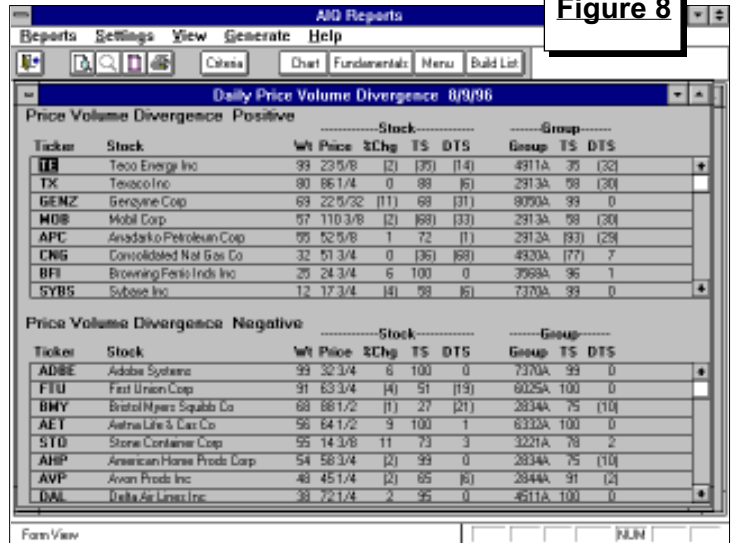 Figure 8
AIQ Reports
Reports Settings View Generate Help
Criteria Chart Fundamentals Menu Build List
Daily Price Volume Divergence 8/9/96
Price Volume Divergence Positive
------------Stock------------ -------Group-------
Ticker Stock Wt Price %Chg TS DTS Group TS DTS
TE Teco Energy Inc 99 23 5/8 (2) (35) (14) 4911A 35 (32)
TX Texaco Inc 80 86 1/4 0 88 (6) 2913A 58 (30)
GENZ Genzyme Corp 69 22 5/32 (11) 68 (31) 8050A 99 0
MOB Mobil Corp 57 110 3/8 (2) (68) (33) 2913A 58 (30)
APC Anadarko Petroleum Corp 55 52 5/8 1 72 (1) 2912A (93) (29)
CNG Consolidated Nat Gas Co 32 51 3/4 0 (36) (68) 4920A (77) 7
BFI Browning Ferris Inds Inc 25 24 3/4 6 100 0 3568A 96 1
SYBS Sybase Inc 12 17 3/4 (4) 58 (6) 7370A 99 0
Price Volume Divergence Negative
------------Stock------------ -------Group-------
Ticker Stock Wt Price %Chg TS DTS Group TS DTS
ADBE Adobe Systems 99 32 3/4 6 100 0 7370A 99 0
FTU First Union Corp 91 63 3/4 (4) 51 (19) 6025A 100 0
BMY Bristol Myers Squibb Co 68 88 1/2 (1) 27 (21) 2834A 75 (10)
AET Aetna Life & Cas Co 56 64 1/2 9 100 1 6332A 100 0
STO Stone Container Corp 55 14 3/8 11 73 3 3221A 78 2
AHP American Home Prods Corp 54 58 3/4 (2) 99 0 2834A 75 (10)
AVP Avon Prods Inc 48 45 1/4 (2) 65 (6) 2844A 91 (2)
DAL Delta Air Lines Inc 38 72 1/4 2 95 0 4511A 100 0
Form View NUM